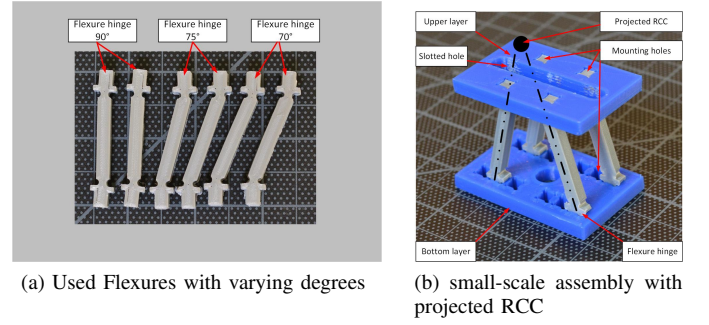 Flexure hinge
90°
Flexure hinge
75°
Flexure hinge
70°
Upper layer
Projected RCC
Slotted hole
Mounting holes
Bottom layer
Flexure hinge
(a) Used Flexures with varying degrees
(b) small-scale assembly with
projected RCC